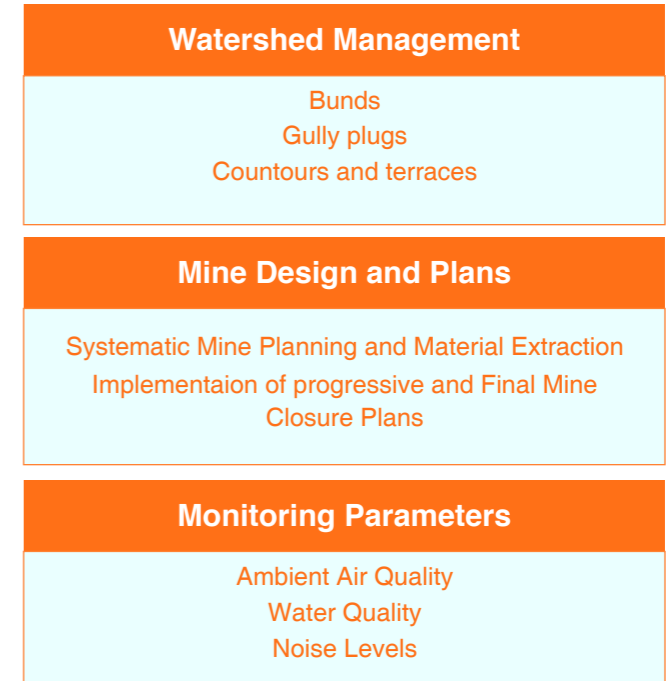 Watershed Management
Bunds
Gully plugs
Countours and terraces
Mine Design and Plans
Systematic Mine Planning and Material Extraction
Implementaion of progressive and Final Mine
Closure Plans
Monitoring Parameters
Ambient Air Quality
Water Quality
Noise Levels